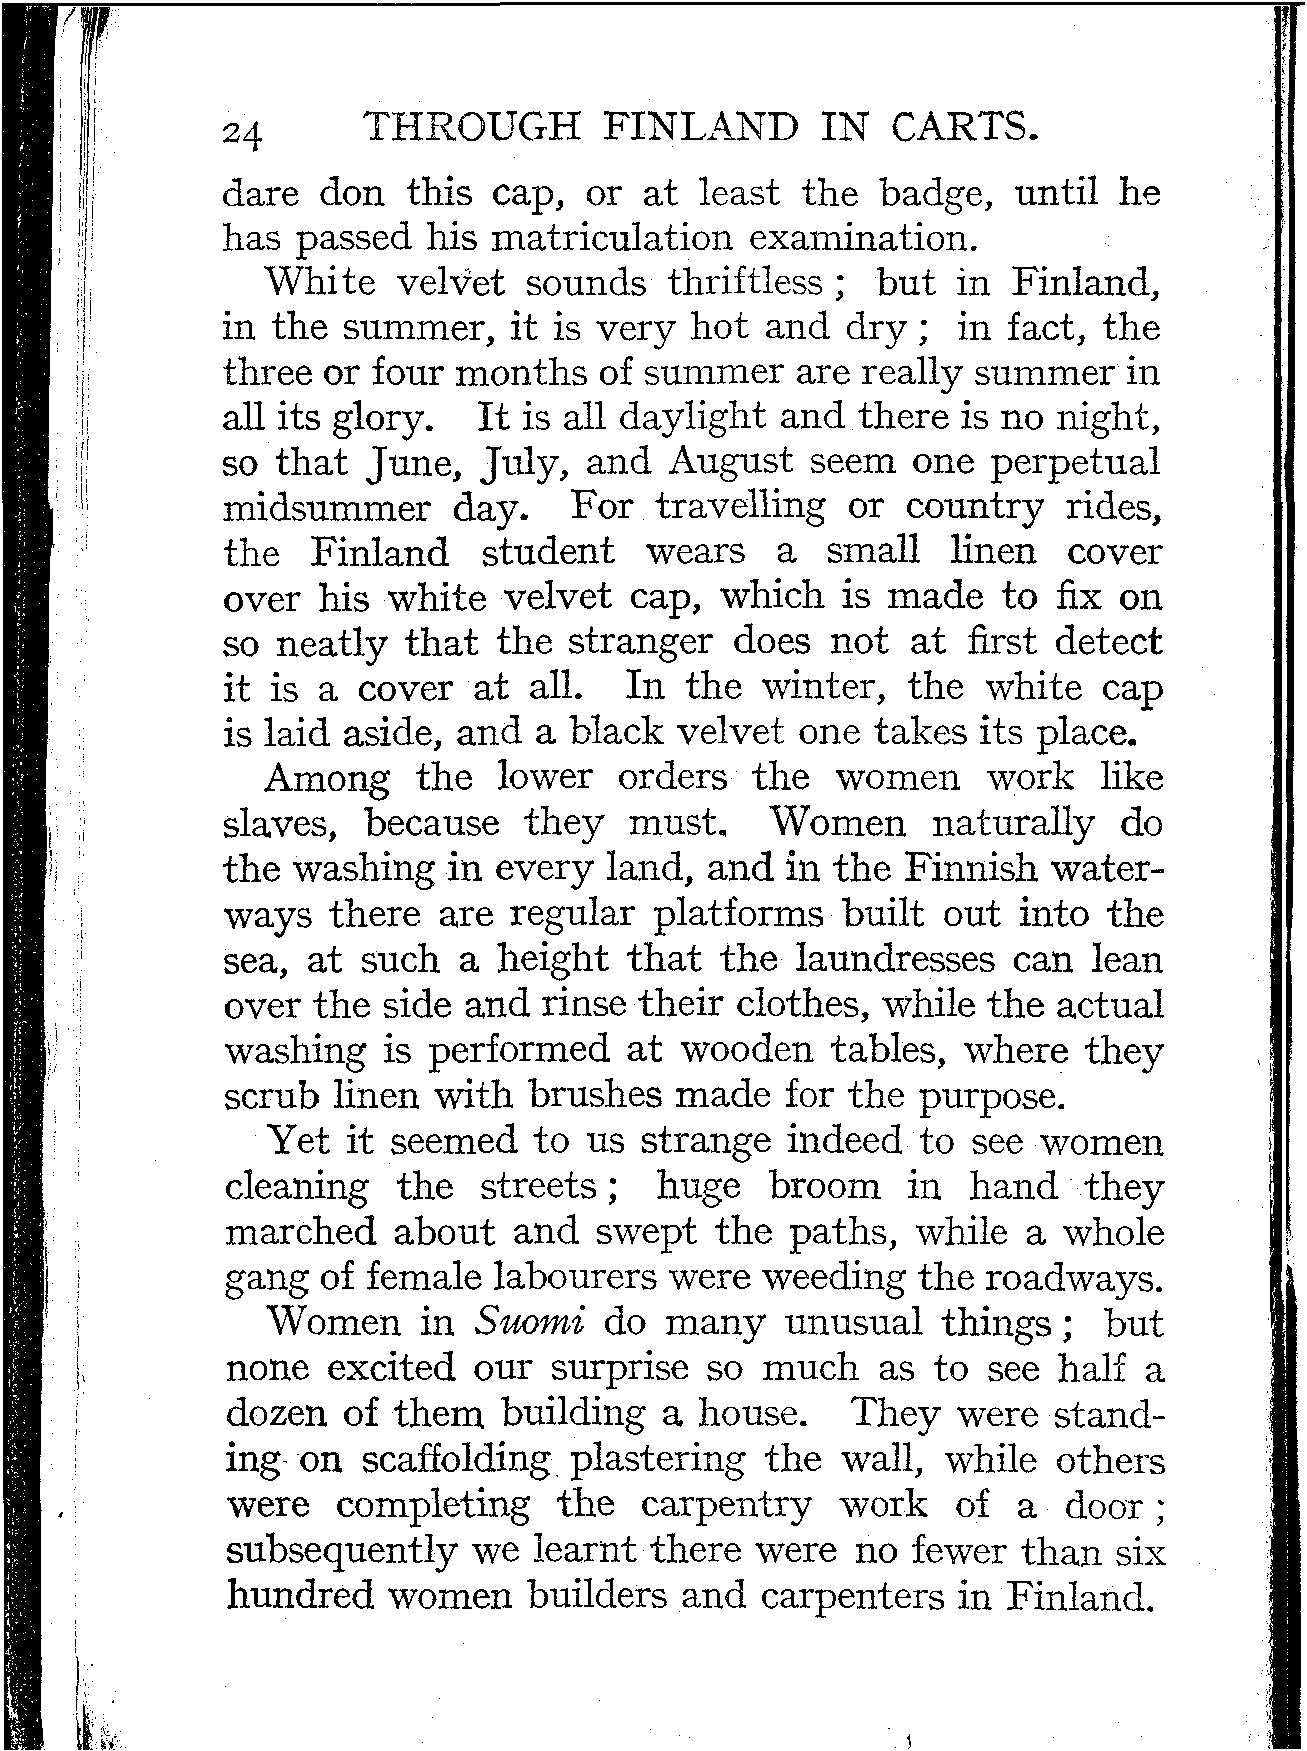 24 THROUGH FINLAND IN CARTS.
dare don this cap, or at least the badge, until he
has passed his matriculation examination.
White velvet sounds thriftless ; but in Finland,
in the summer, it is very hot and dry ; in fact, the
three or four months of summer are really summer in
all its glory. It is all daylight and there is no night,
so that June, July, and August seem one perpetual
midsummer day. For travelling or country rides,
the Finland student wears a small linen cover
over his white velvet cap, which is made to fix on
so neatly that the stranger does not at first detect
it is a cover at all. In the winter, the white cap
is laid aside, and a black velvet one takes its place.
Among the lower orders the women work like
slaves, because they must. Women naturally do
the washing in every land, and in the Finnish water-
ways there are regular platforms built out into the
sea, at such a height that the laundresses can lean
over the side and rinse their clothes, while the actual
washing is performed at wooden tables, where they
scrub linen with brushes made for the purpose.
Yet it seemed to us strange indeed to see women
cleaning the streets ; huge broom in hand they
marched about and swept the paths, while a whole
gang of female labourers were weeding the roadways.
Women in Suomi do many unusual things ; but
none excited our surprise so much as to see half a
dozen of them building a house. They were stand-
ing on scaffolding plastering the wall, while others
were completing the carpentry work of a door ;
subsequently we learnt there were no fewer than six
hundred women builders and carpenters in Finland.